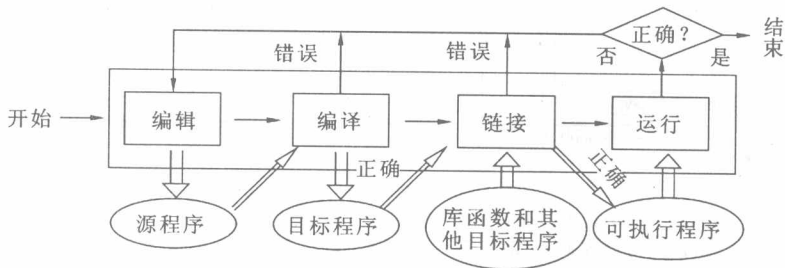 正确?
结束
错误
错误
否
是
开始
编辑
编译
链接
运行
正确
正确
源程序
目标程序
库函数和其
他目标程序
可执行程序